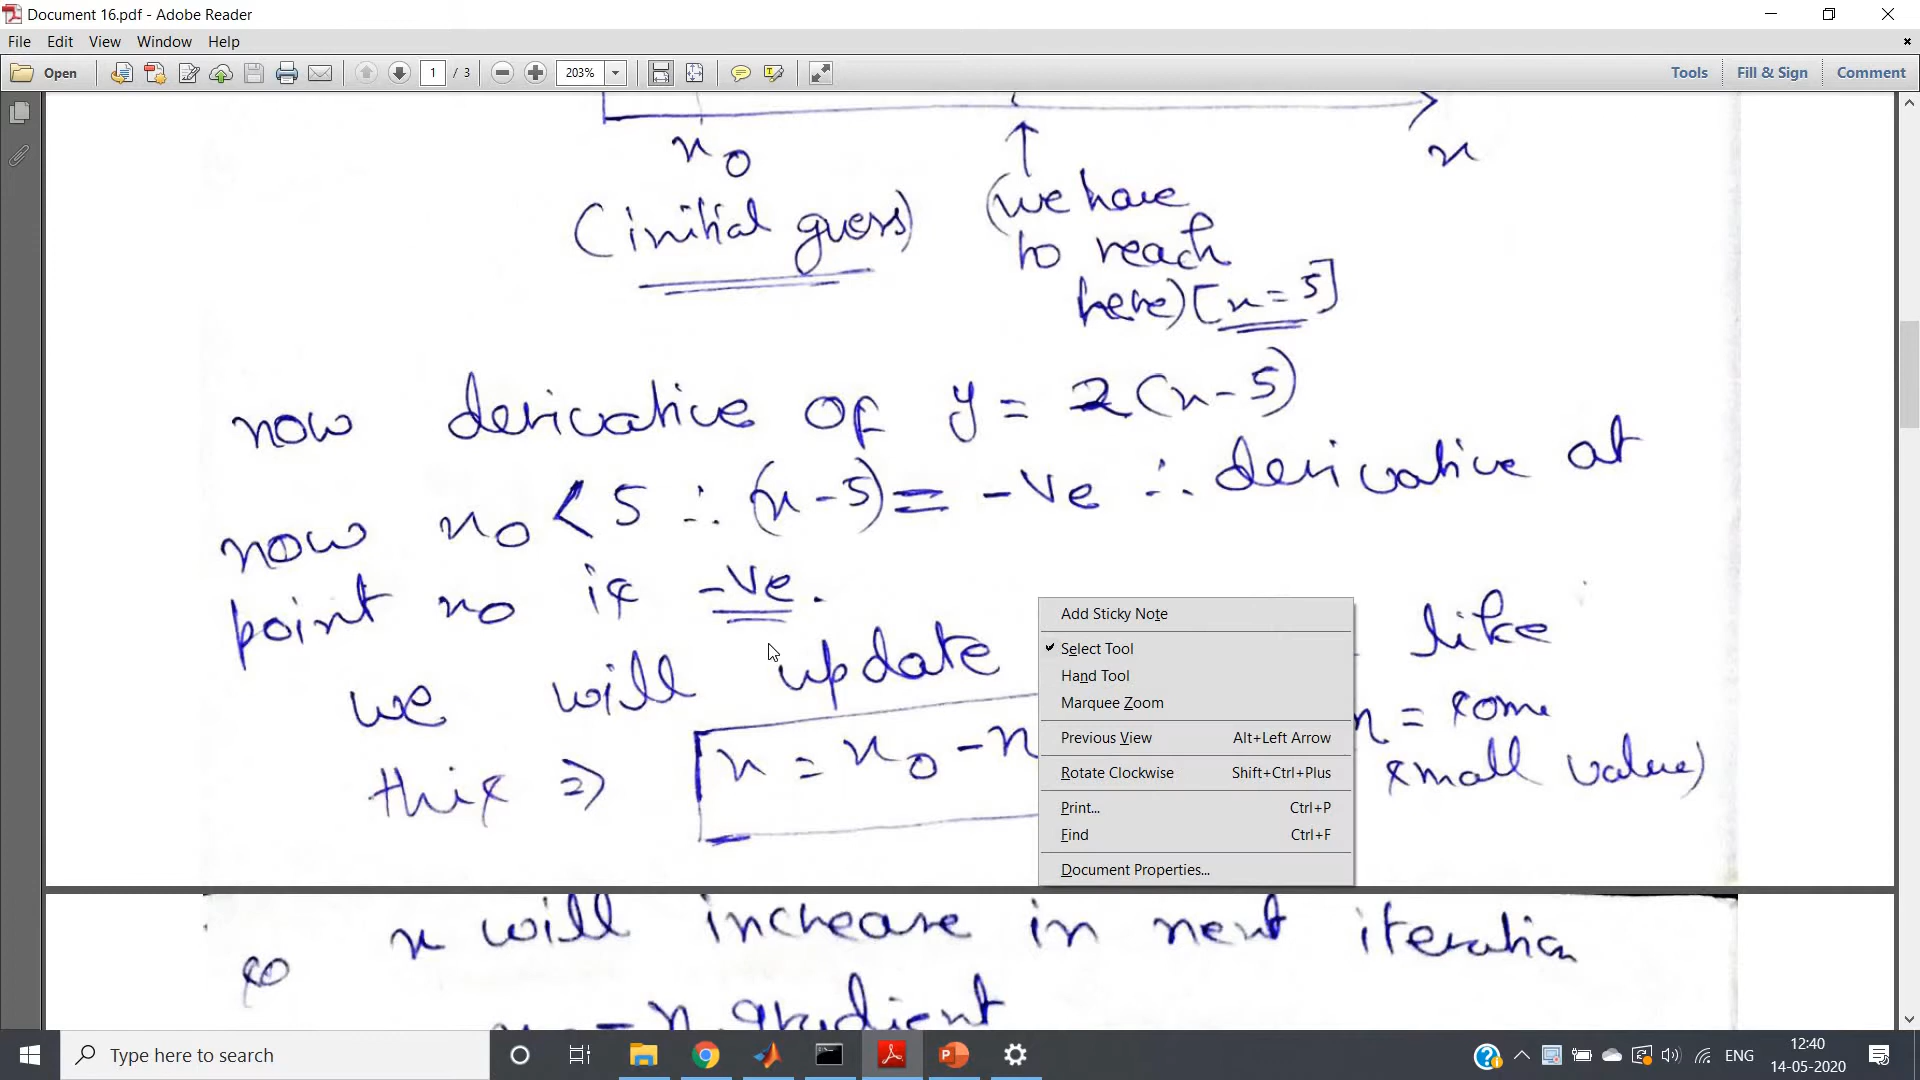 Document 16.pdf - Adobe Reader
File Edit View Window Help
Open 1 / 3 203% Tools Fill & Sign Comment
x0 x
(initial guess) (we have
to reach
here) [x = 5]
now derivative of y = 2(x-5)
now x0 < 5 ∴ (x-5) = -ve ∴ derivative at
point x0 is -ve.
we will update like
this ⇒ x = x0 - η η = some
small value)
Add Sticky Note
✓ Select Tool
Hand Tool
Marquee Zoom
Previous View Alt+Left Arrow
Rotate Clockwise Shift+Ctrl+Plus
Print... Ctrl+P
Find Ctrl+F
Document Properties...
so x will increase in next iteration
- η gradient
Type here to search
ENG
12:40
14-05-2020